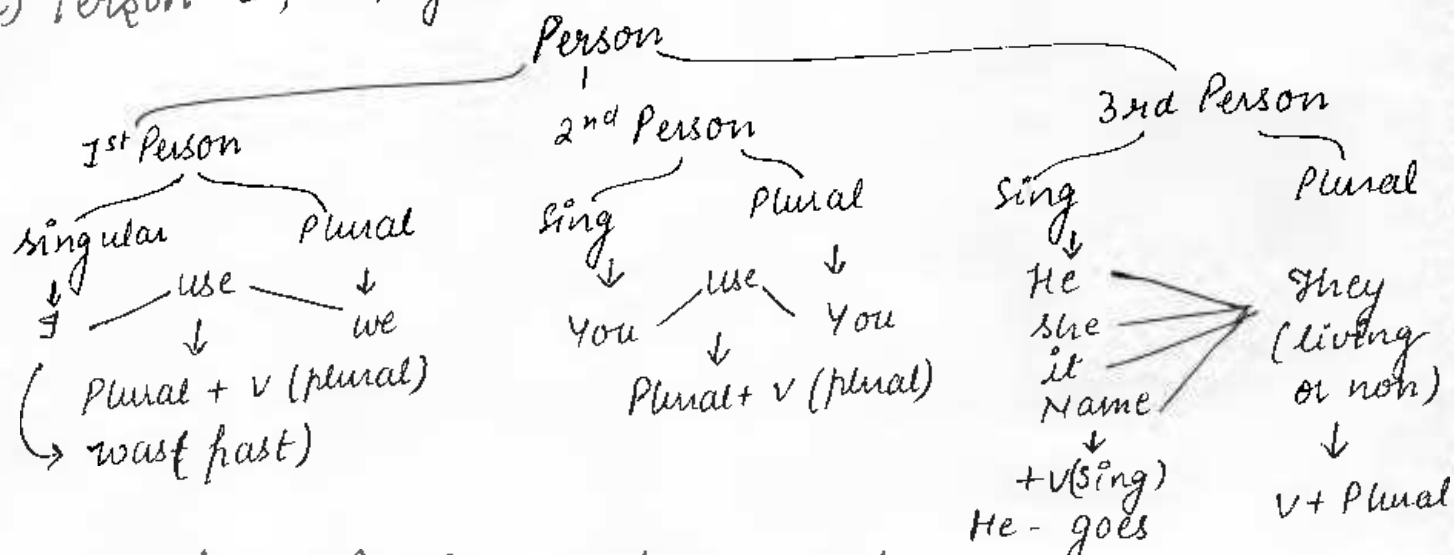 Person
Person
1st Person
2nd Person
3rd Person
singular
Plural
Sing
Plural
Sing
Plural
I
use
we
You
use
You
He
she
it
Name
They
(living
or non)
Plural + v (plural)
Plural + v (plural)
was (past)
+v(sing)
He - goes
v + Plural